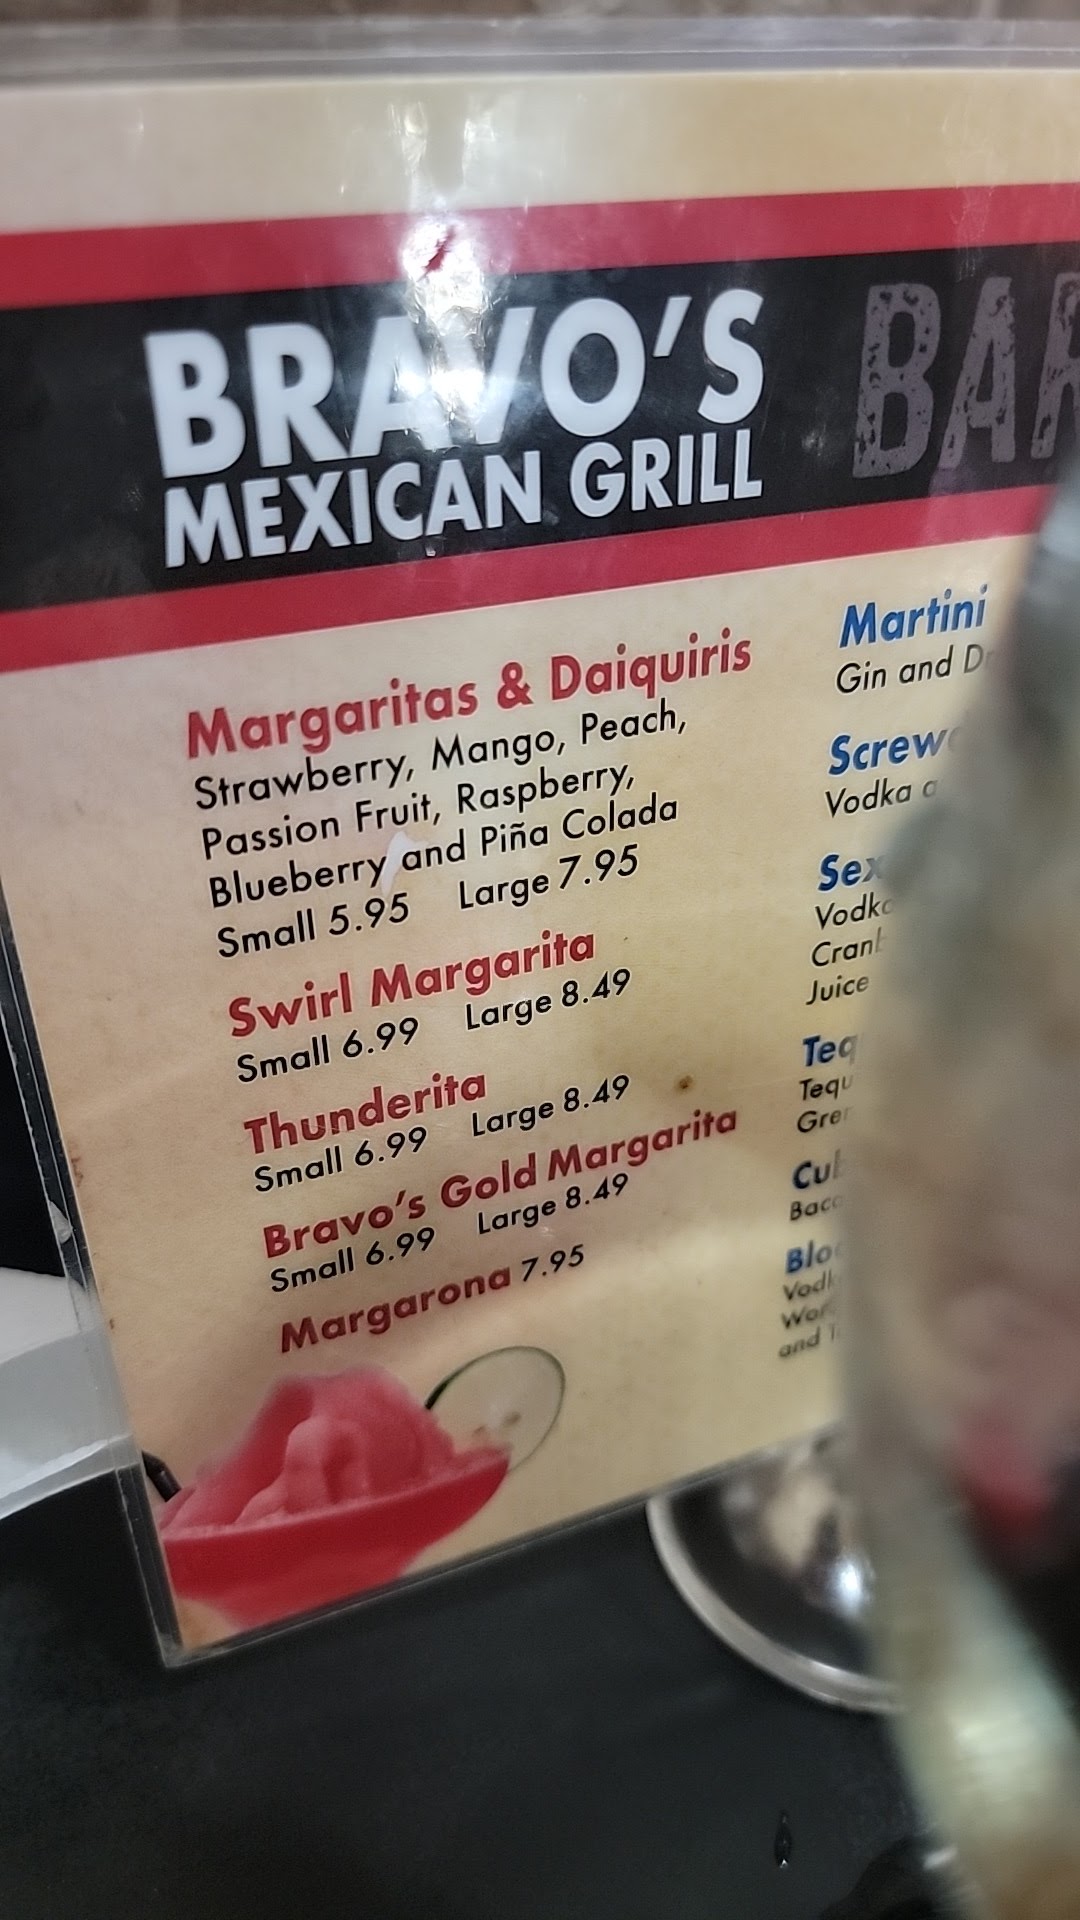 BRAVO'S
MEXICAN GRILL
BAR
Margaritas & Daiquiris
Strawberry, Mango, Peach,
Passion Fruit, Raspberry,
Blueberry and Piña Colada
Small 5.95 Large 7.95
Swirl Margarita
Small 6.99 Large 8.49
Thunderita
Small 6.99 Large 8.49
Bravo's Gold Margarita
Small 6.99 Large 8.49
Margarona 7.95
Martini
Gin and
Vodka
Juice
and